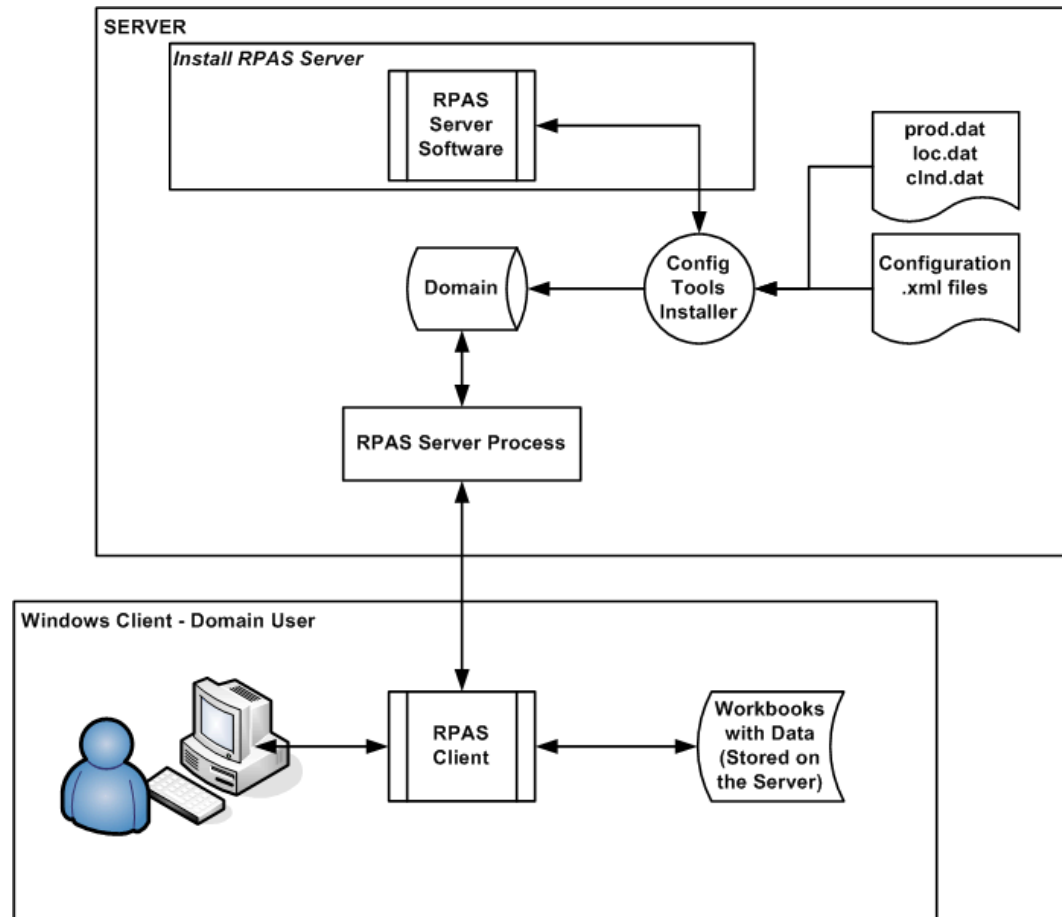 SERVER
Install RPAS Server
RPAS
Server
Software
prod.dat
loc.dat
clnd.dat
Domain
Config
Tools
Installer
Configuration
.xml files
RPAS Server Process
Windows Client - Domain User
RPAS
Client
Workbooks
with Data
(Stored on
the Server)